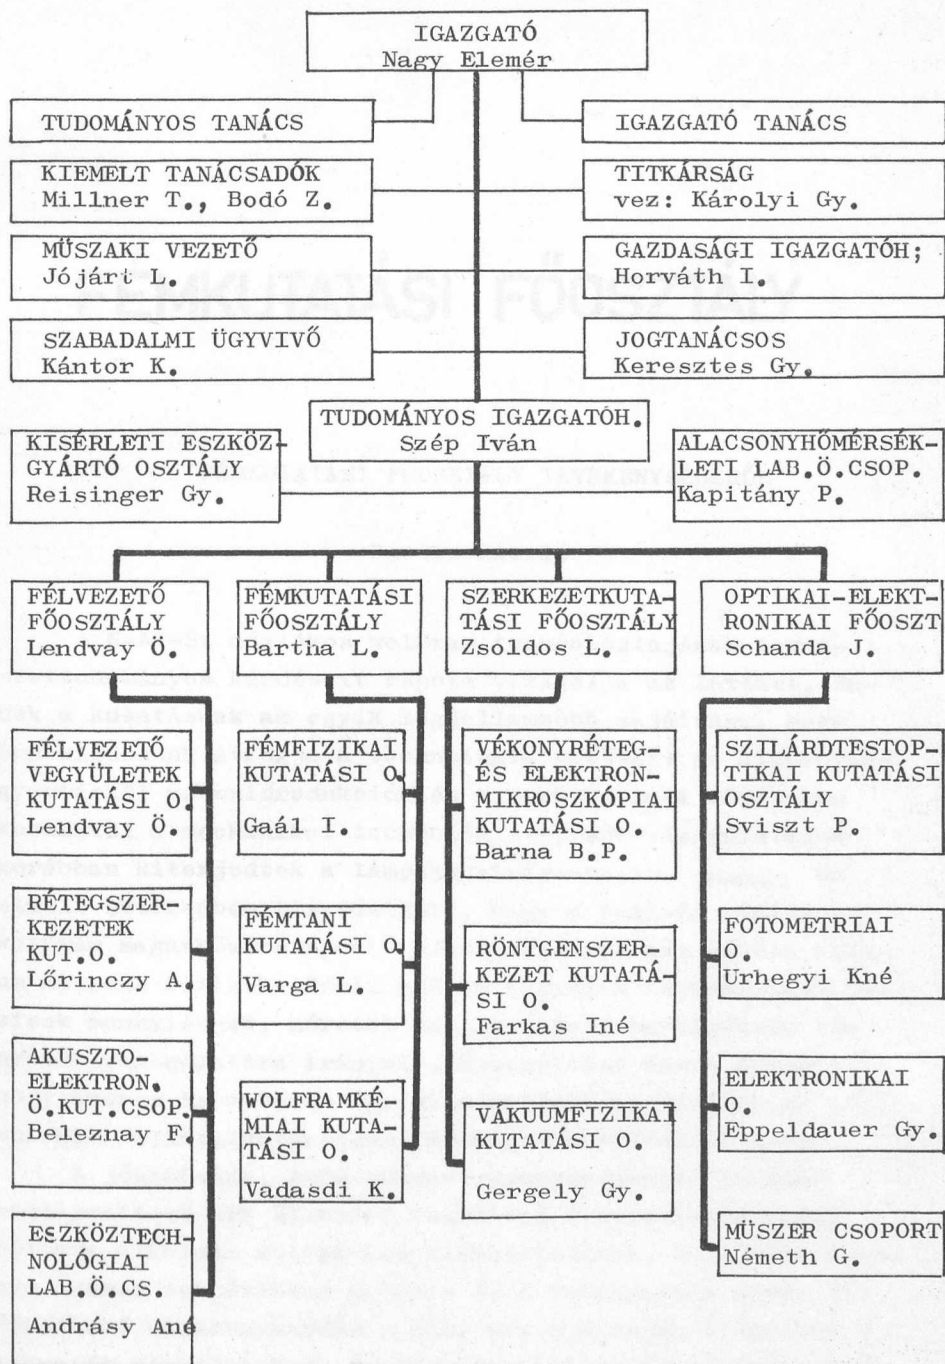 IGAZGATÓ
Nagy Elemér
TUDOMÁNYOS TANÁCS
IGAZGATÓ TANÁCS
KIEMELT TANÁCSADÓK
Millner T., Bodó Z.
TITKÁRSÁG
vez: Károlyi Gy.
MÜSZAKI VEZETŐ
Jójárt L.
GAZDASÁGI IGAZGATÓH;
Horváth I.
FÉMKUTATÁSI FŐOSZTÁLY
SZABADALMI ÜGYVIVŐ
Kántor K.
JOGTANÁCSOS
Keresztes Gy.
TUDOMÁNYOS IGAZGATÓH.
Szép Iván
KISÉRLETI ESZKÖZ-
GYÁRTÓ OSZTÁLY
Reisinger Gy.
ALACSONYHŐMÉRSÉK-
LETI LAB.Ö.CSOP.
Kapitány P.
FÉLVEZETŐ
FŐOSZTÁLY
Lendvay Ö.
FÉMKUTATÁSI
FŐOSZTÁLY
Bartha L.
SZERKEZETKUTA-
TÁSI FŐOSZTÁLY
Zsoldos L.
OPTIKAI-ELEKT-
RONIKAI FŐOSZT
Schanda J.
FÉLVEZETŐ
VEGYÜLETEK
KUTATÁSI O.
Lendvay Ö.
FÉMFIZIKAI
KUTATÁSI O.
Gaál I.
VÉKONYRÉTEG-
ÉS ELEKTRON-
MIKROSZKÓPIAI
KUTATÁSI O.
Barna B.P.
SZILÁRDTESTOP-
TIKAI KUTATÁSI
OSZTÁLY
Sviszt P.
RÉTEGSZER-
KEZETEK
KUT.O.
Lőrinczy A.
FÉMTANI
KUTATÁSI O.
Varga L.
RÖNTGENSZER-
KEZET KUTATÁ-
SI O.
Farkas Iné
FOTOMETRIAI O.
Urhegyi Kné
AKUSZTO-
ELEKTRON.
Ö.KUT.CSOP.
Beleznay F.
WOLFRAMKÉ-
MIAI KUTA-
TÁSI O.
Vadasdi K.
VÁKUUMFIZIKAI
KUTATÁSI O.
Gergely Gy.
ELEKTRONIKAI
O.
Eppeldauer Gy.
ESZKÖZTECH-
NOLÓGIAI
LAB.Ö.CS.
Andrásy Ané
MÜSZER CSOPORT
Németh G.